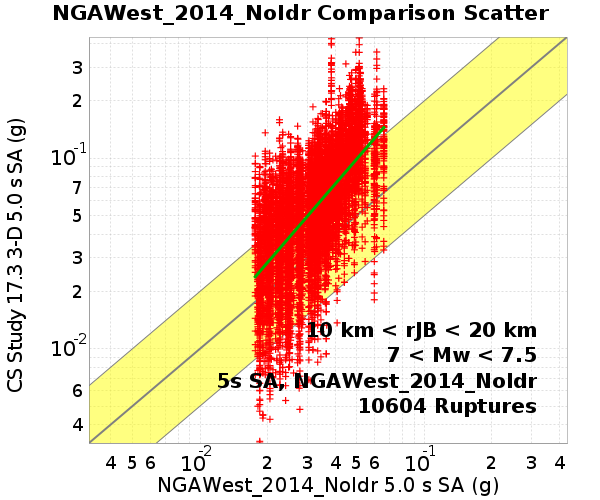 NGAWest_2014_NoIdr Comparison Scatter
CS Study 17.3 3-D 5.0 s SA (g)
3
2
10-1
7
5
3
2
10-2
6
4
10 km < rJB < 20 km
7 < Mw < 7.5
5s SA, NGAWest_2014_NoIdr
10604 Ruptures
4 5 6 10-2 2 3 4 5 6 10-1 2 3 4
NGAWest_2014_NoIdr 5.0 s SA (g)